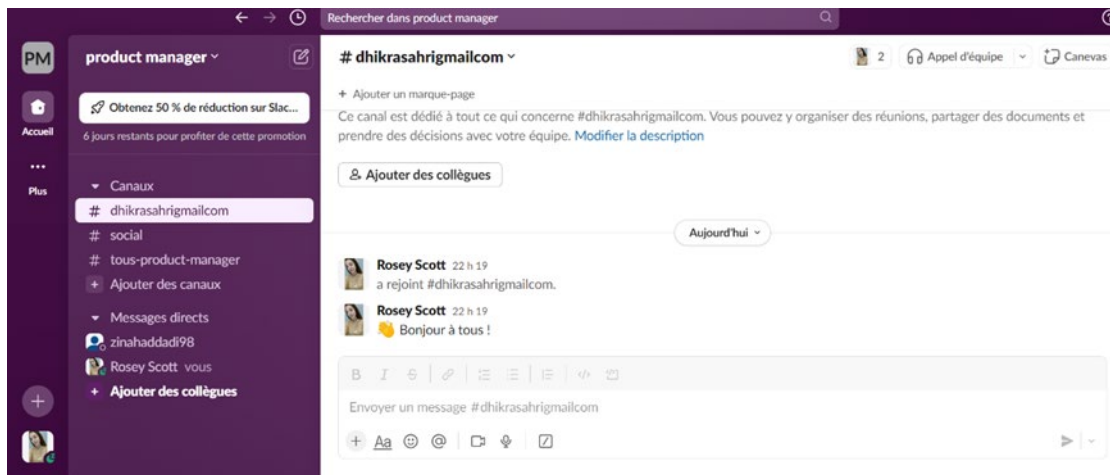 Rechercher dans product manager
PM
Accueil
Plus
product manager
Obtenez 50 % de réduction sur Slac...
6 jours restants pour profiter de cette promotion
Canaux
# dhikrasahrigmailcom
# social
# tous-product-manager
+ Ajouter des canaux
Messages directs
zinahaddadi98
Rosey Scott vous
+ Ajouter des collègues
# dhikrasahrigmailcom
2
Appel d'équipe
Canevas
+ Ajouter un marque-page
Ce canal est dédié à tout ce qui concerne #dhikrasahrigmailcom. Vous pouvez y organiser des réunions, partager des documents et
prendre des décisions avec votre équipe. Modifier la description
Ajouter des collègues
Aujourd'hui
Rosey Scott 22 h 19
a rejoint #dhikrasahrigmailcom.
Rosey Scott 22 h 19
👋 Bonjour à tous !
B I S
Envoyer un message #dhikrasahrigmailcom
+ Aa @